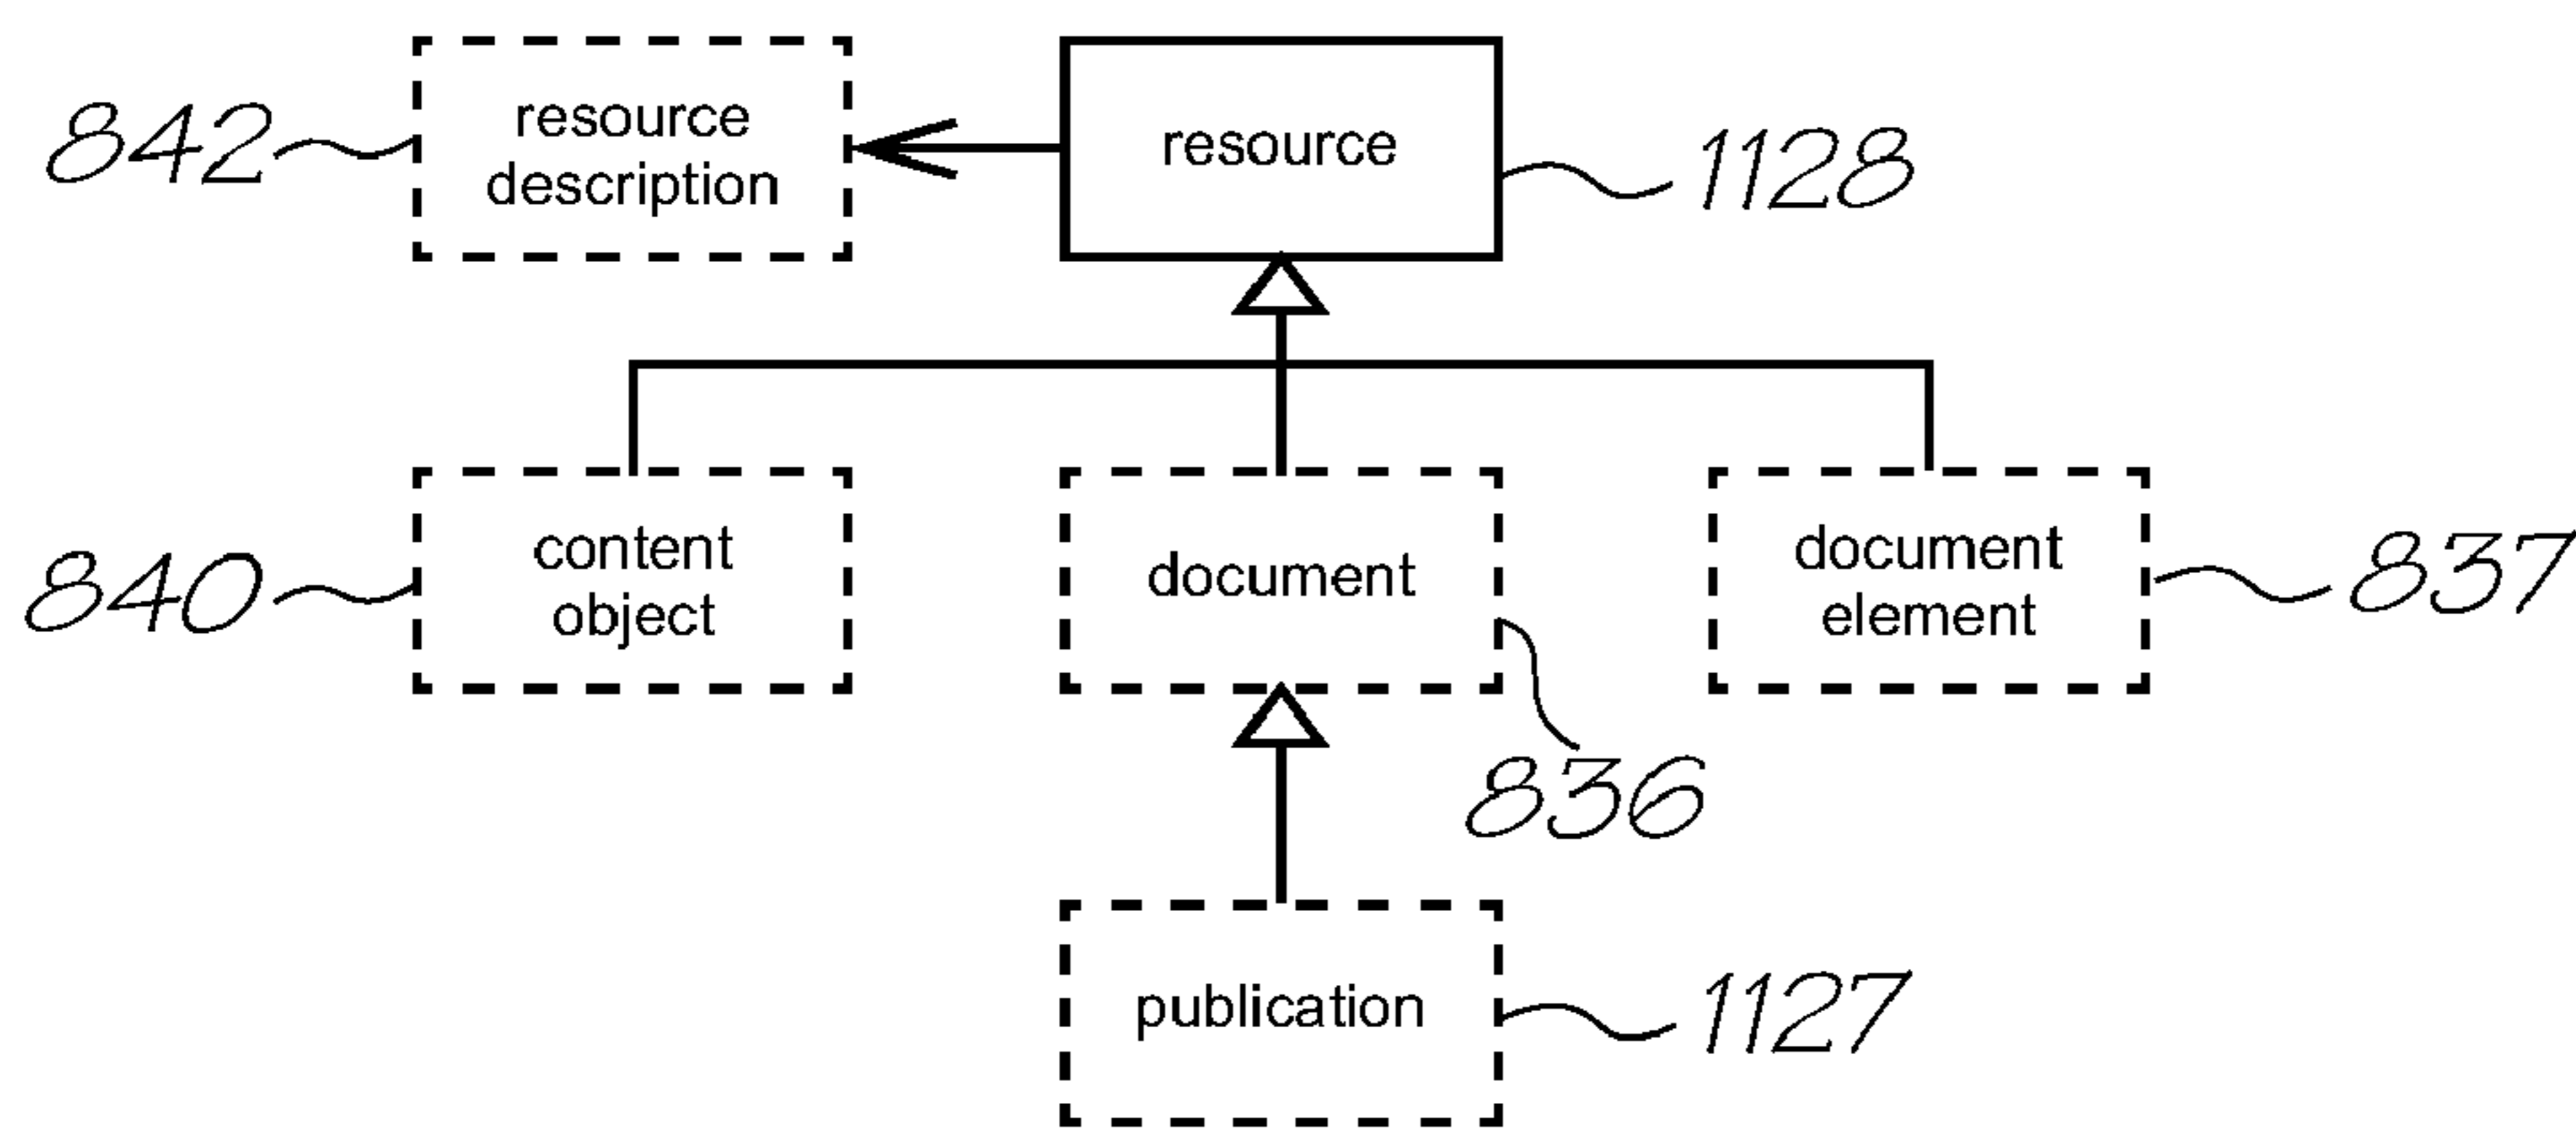 842
resource
description
resource
1128
840
content
object
document
document
element
837
836
publication
1127